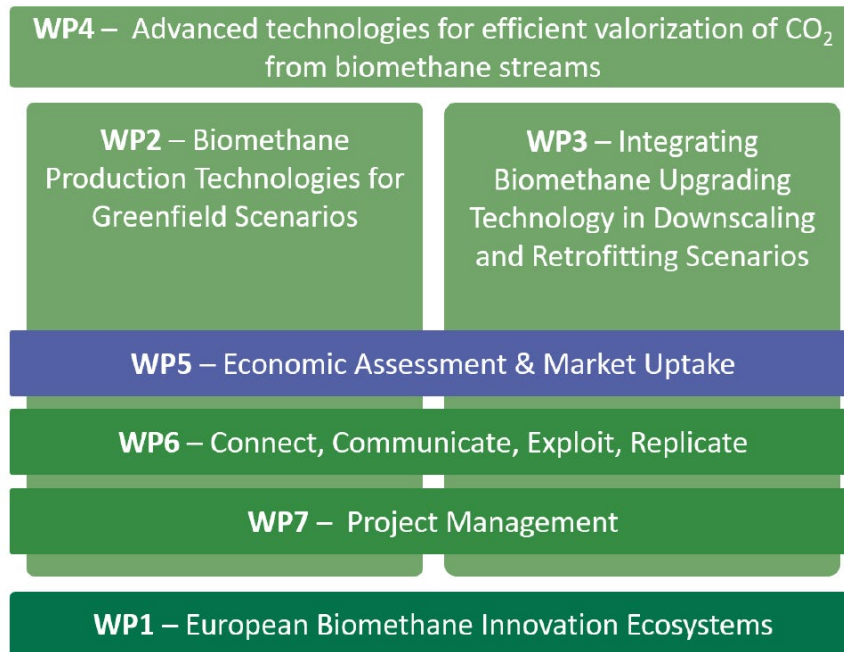 WP4 – Advanced technologies for efficient valorization of CO₂
from biomethane streams
WP2 – Biomethane
Production Technologies for
Greenfield Scenarios
WP3 – Integrating
Biomethane Upgrading
Technology in Downscaling
and Retrofitting Scenarios
WP5 – Economic Assessment & Market Uptake
WP6 – Connect, Communicate, Exploit, Replicate
WP7 – Project Management
WP1 – European Biomethane Innovation Ecosystems